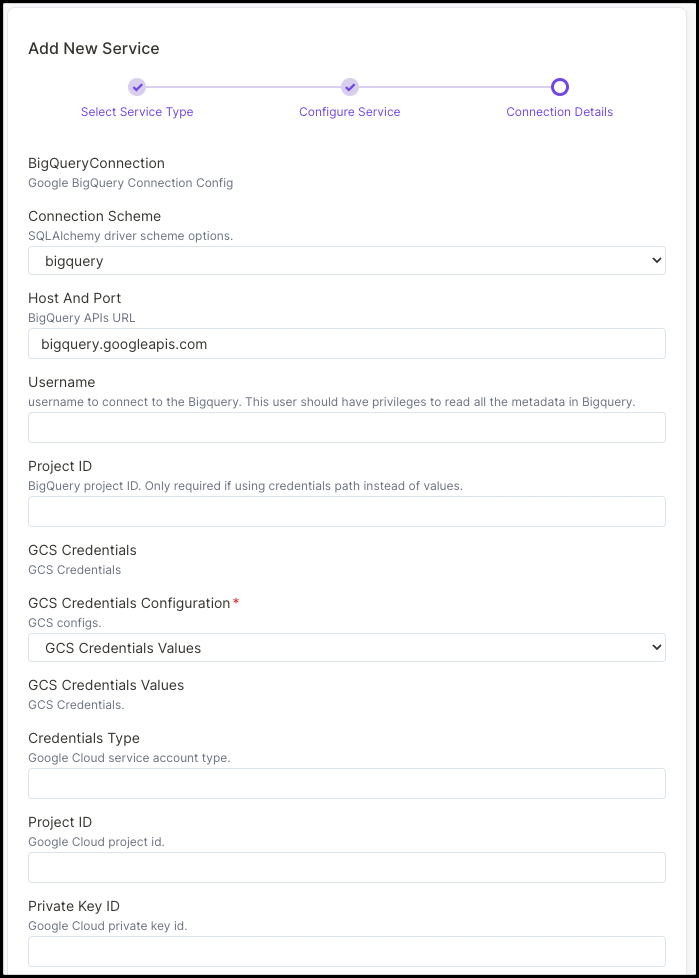 Add New Service
Select Service Type
Configure Service
Connection Details
BigQueryConnection
Google BigQuery Connection Config
Connection Scheme
SQLAlchemy driver scheme options.
bigquery
Host And Port
BigQuery APIs URL
bigquery.googleapis.com
Username
username to connect to the Bigquery. This user should have privileges to read all the metadata in Bigquery.
Project ID
BigQuery project ID. Only required if using credentials path instead of values.
GCS Credentials
GCS Credentials
GCS Credentials Configuration*
GCS configs.
GCS Credentials Values
GCS Credentials Values
GCS Credentials.
Credentials Type
Google Cloud service account type.
Project ID
Google Cloud project id.
Private Key ID
Google Cloud private key id.